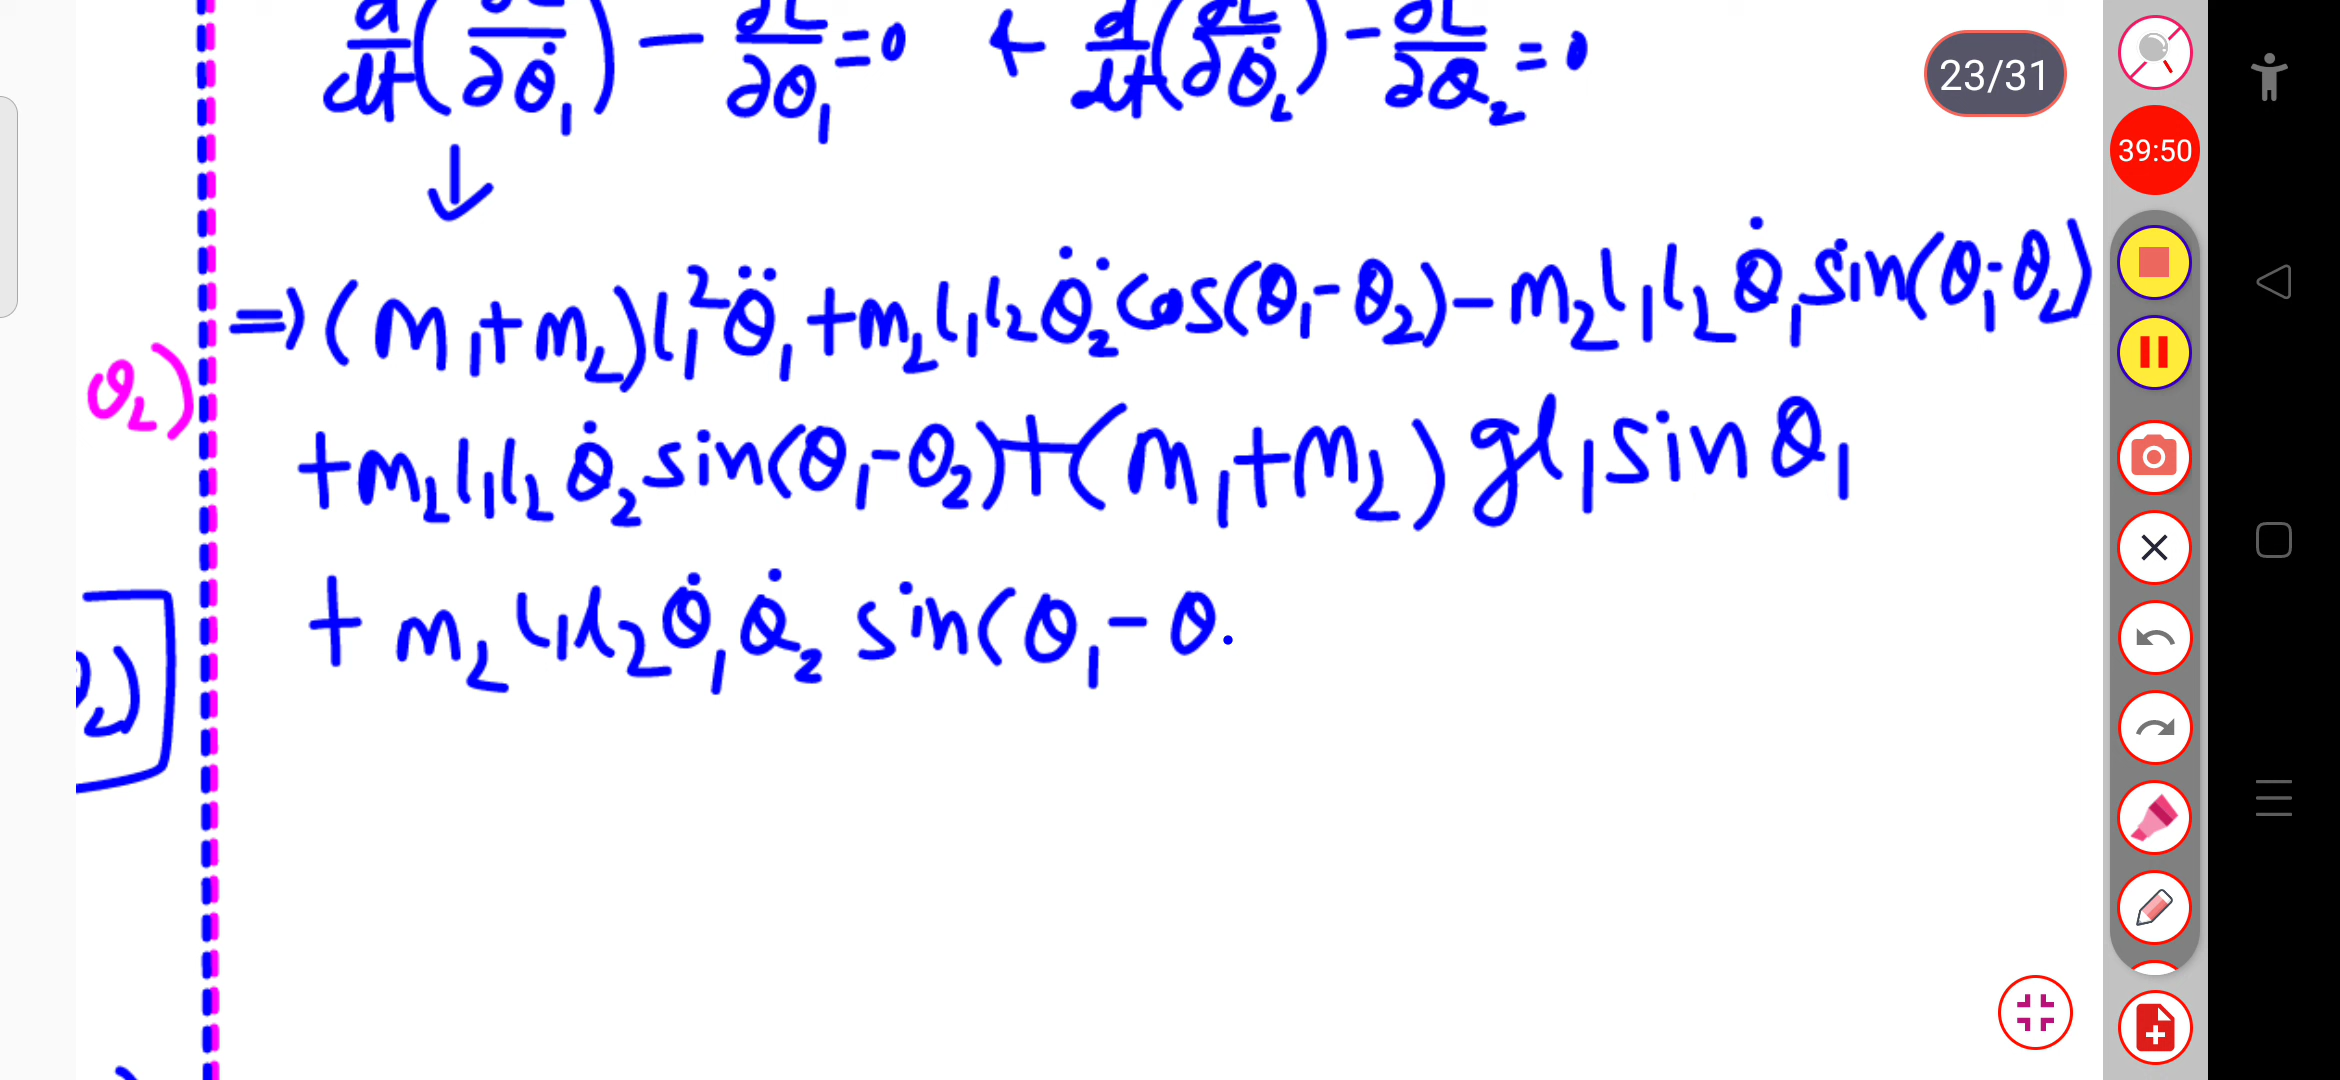 d/dt(∂L/∂θ̇₁) − ∂L/∂θ₁ = 0 + d/dt(∂L/∂θ̇₂) − ∂L/∂θ₂ = 0
23/31
39:50
↓
⇒ (m₁+m₂)l₁²θ̈₁ + m₂l₁l₂θ̈₂cos(θ₁−θ₂) − m₂l₁l₂θ̇₁sin(θ₁−θ₂)
θ₂)
+m₂l₁l₂θ̇₂sin(θ₁−θ₂)+(m₁+m₂)gl₁sinθ₁
+ m₂l₁l₂θ̇₁θ̇₂ sin(θ₁−θ.
₂)